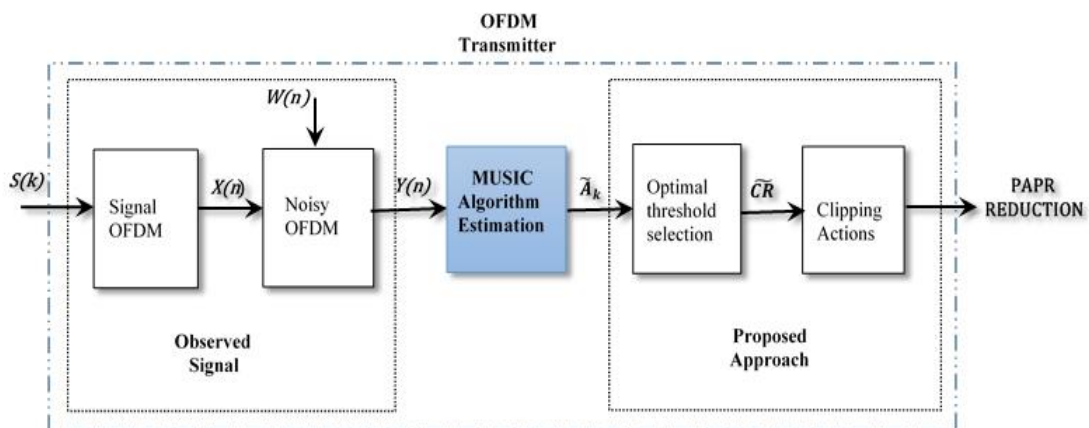 OFDM
Transmitter
W(n)
S(k)
X(n)
Y(n)
Signal
OFDM
Noisy
OFDM
MUSIC
Algorithm
Estimation
Ã_k
Optimal
threshold
selection
C͠R
Clipping
Actions
PAPR
REDUCTION
Observed
Signal
Proposed
Approach